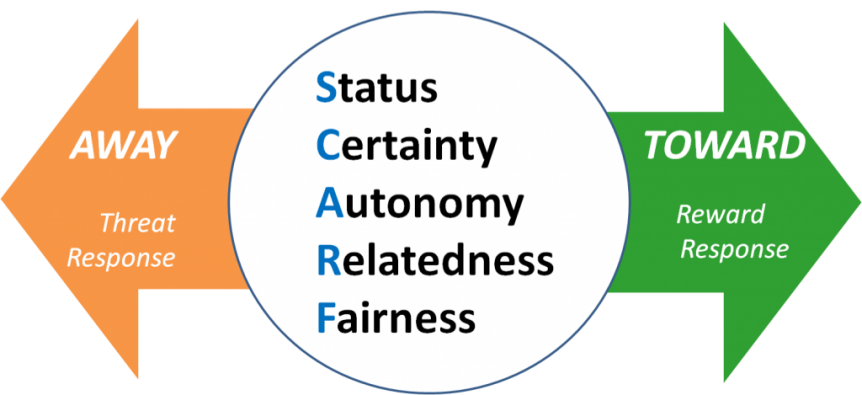 AWAY
Threat
Response
Status
Certainty
Autonomy
Relatedness
Fairness
TOWARD
Reward
Response